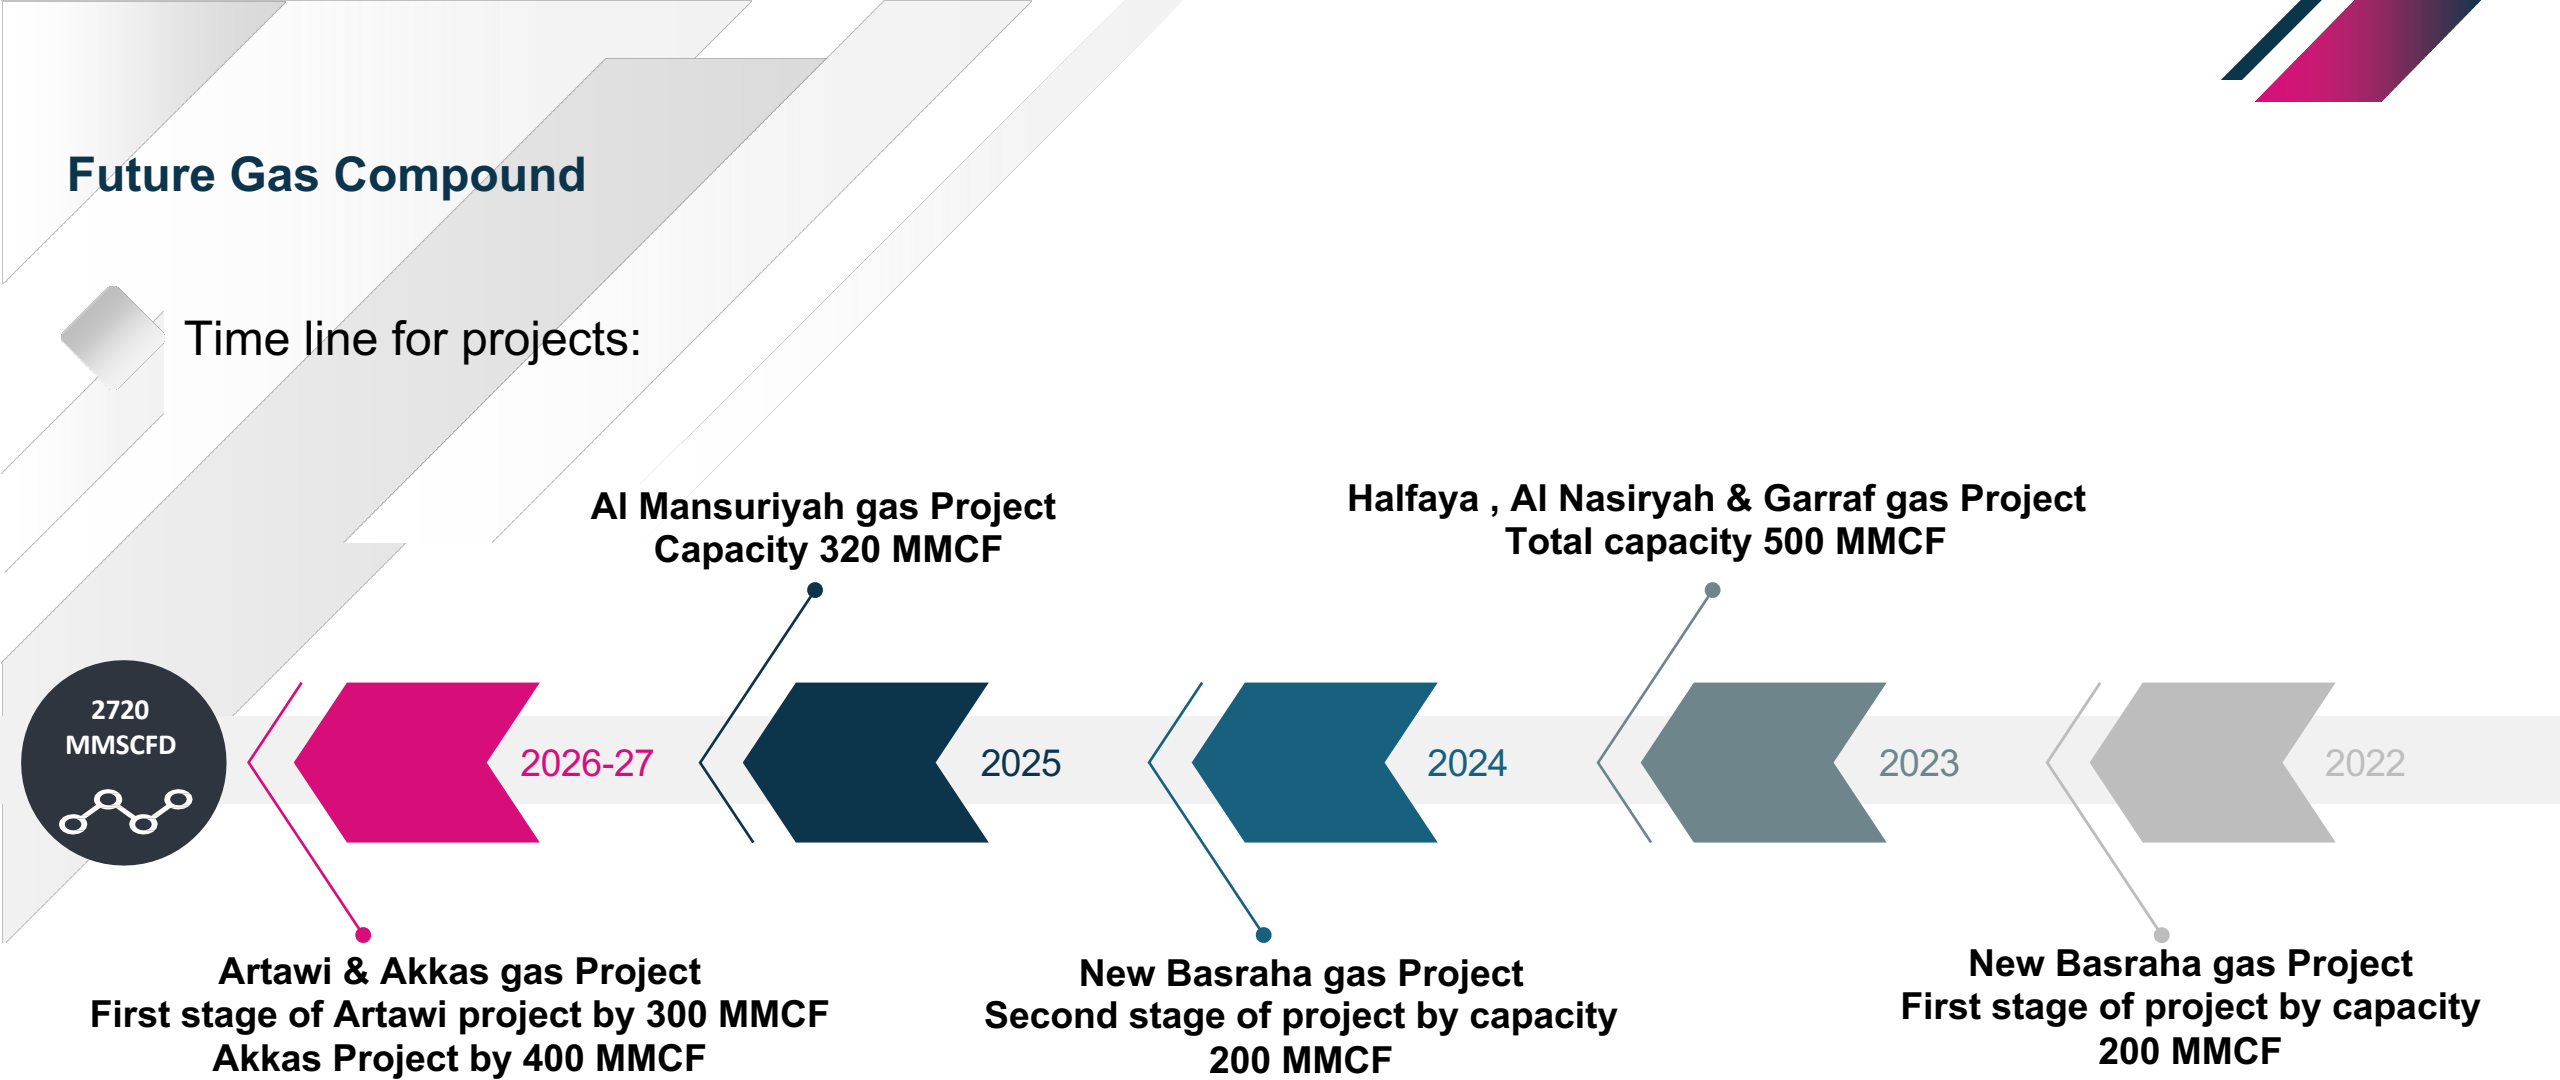 Future Gas Compound
Time line for projects:
Al Mansuriyah gas Project
Capacity 320 MMCF
Halfaya , Al Nasiryah & Garraf gas Project
Total capacity 500 MMCF
2720
MMSCFD
2026-27
2025
2024
2023
2022
Artawi & Akkas gas Project
First stage of Artawi project by 300 MMCF
Akkas Project by 400 MMCF
New Basraha gas Project
Second stage of project by capacity
200 MMCF
New Basraha gas Project
First stage of project by capacity
200 MMCF